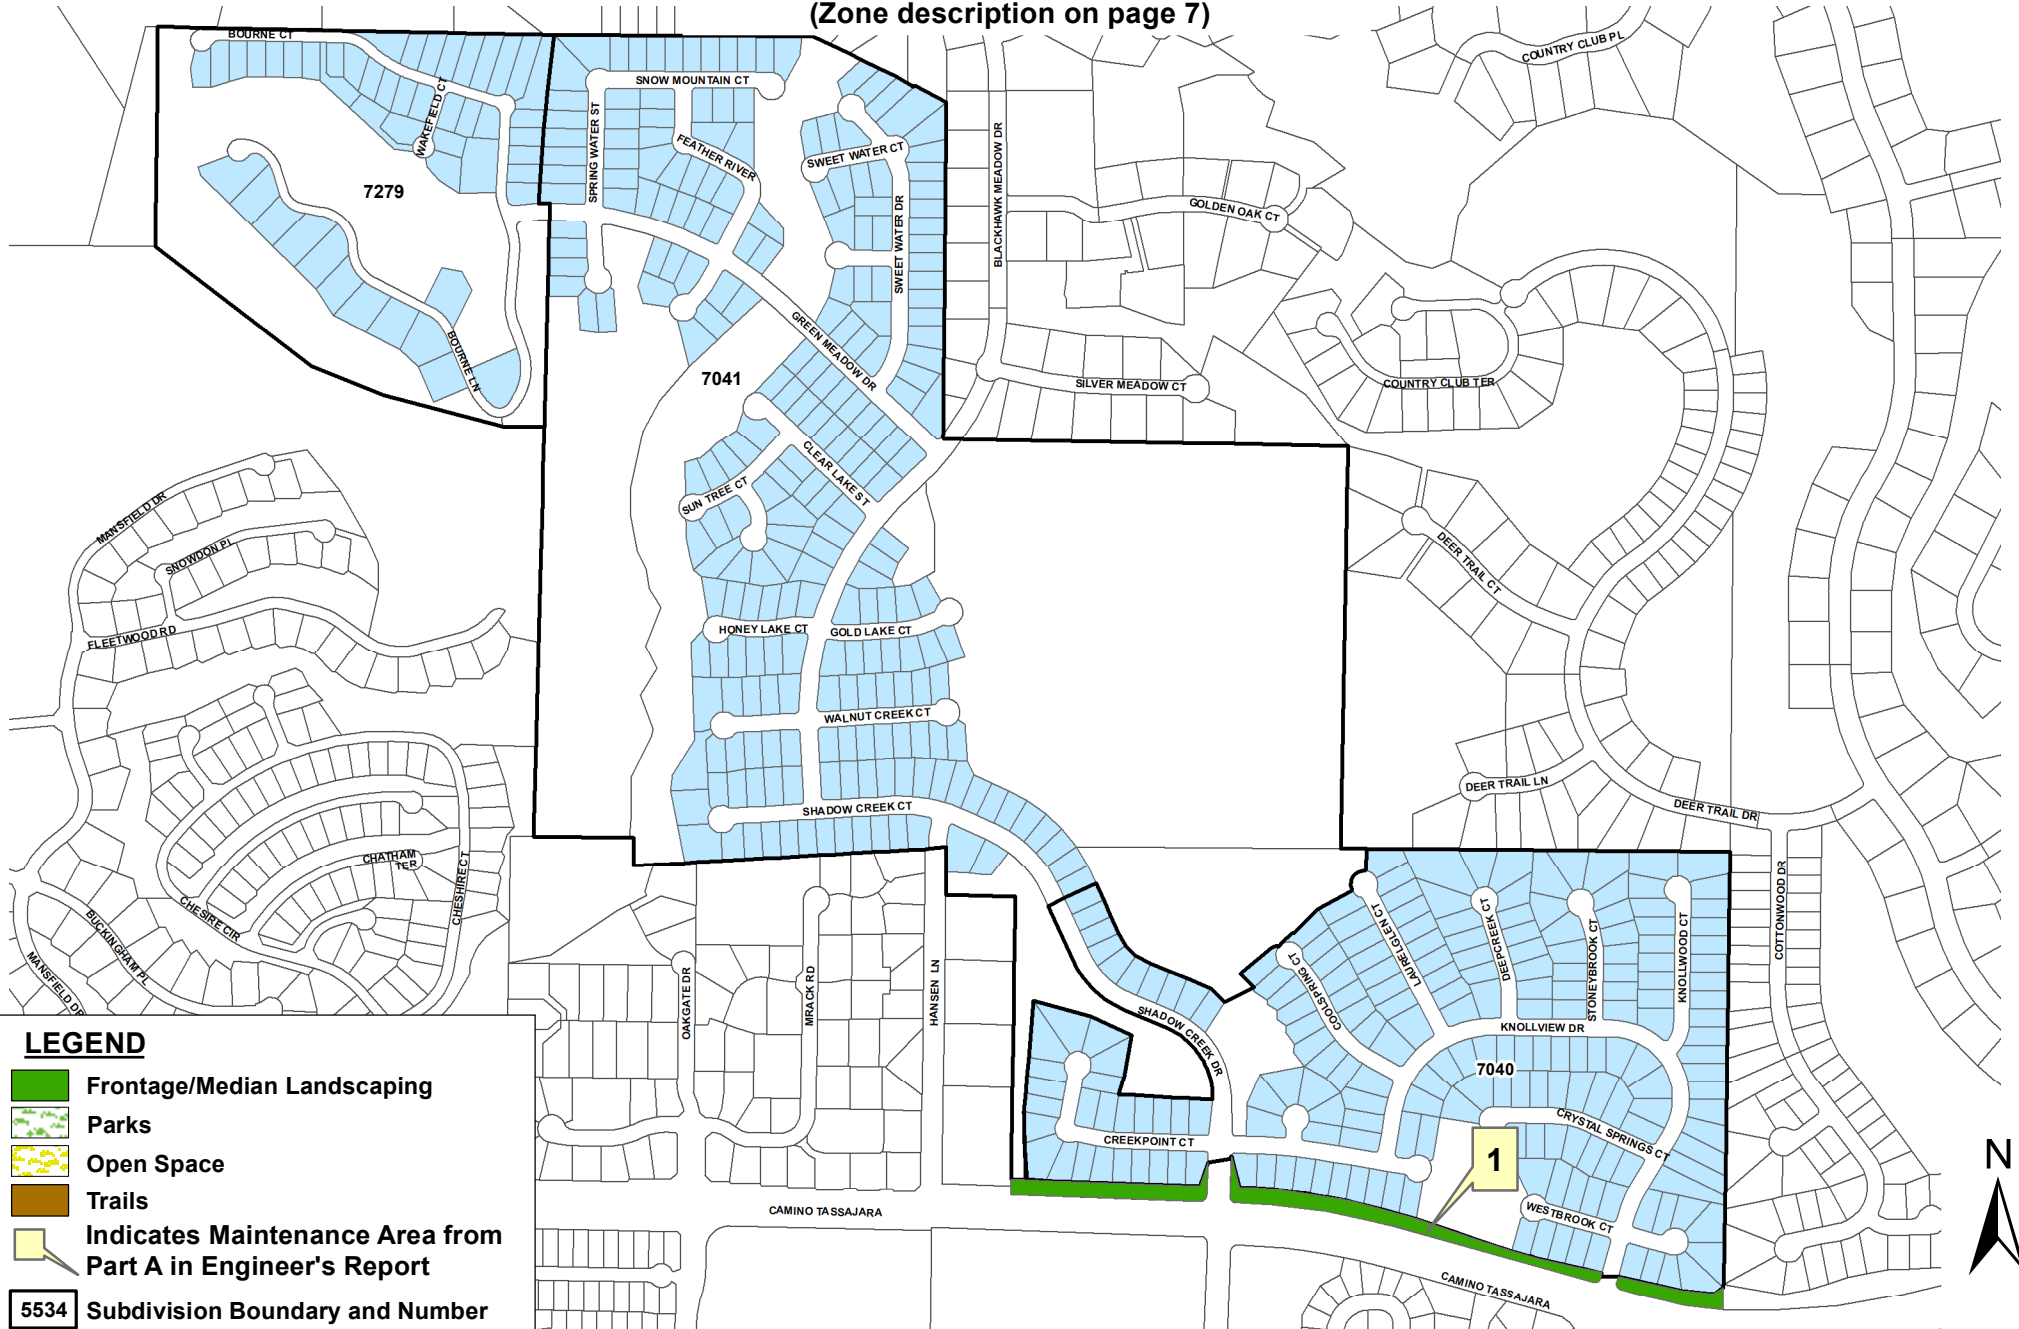 (Zone description on page 7)
BOURNE CT
SNOW MOUNTAIN CT
COUNTRY CLUB PL
WAKEFIELD CT
SPRING WATER ST
FEATHER RIVER
SWEET WATER CT
BLACKHAWK MEADOW DR
7279
SWEET WATER DR
GOLDEN OAK CT
GREEN MEADOW DR
BOURNE LN
7041
SILVER MEADOW CT
COUNTRY CLUB TER
CLEAR LAKE ST
SUN TREE CT
MANSFIELD DR
SNOWDON PL
DEER TRAIL CT
FLEETWOOD RD
HONEY LAKE CT
GOLD LAKE CT
WALNUT CREEK CT
DEER TRAIL LN
SHADOW CREEK CT
DEER TRAIL DR
CHATHAM
TER
CHESHIRE CT
CHESIRE CIR
BUCKINGHAM PL
MANSFIELD DR
OAKGATE DR
MRACK RD
HANSEN LN
COOLSPRING CT
LAURELGLEN CT
DEEPCREEK CT
STONEYBROOK CT
KNOLLWOOD CT
COTTONWOOD DR
SHADOW CREEK DR
KNOLLVIEW DR
7040
CREEKPOINT CT
CRYSTAL SPRINGS CT
1
WESTBROOK CT
CAMINO TASSAJARA
CAMINO TASSAJARA
N
LEGEND
Frontage/Median Landscaping
Parks
Open Space
Trails
Indicates Maintenance Area from
Part A in Engineer's Report
5534 Subdivision Boundary and Number